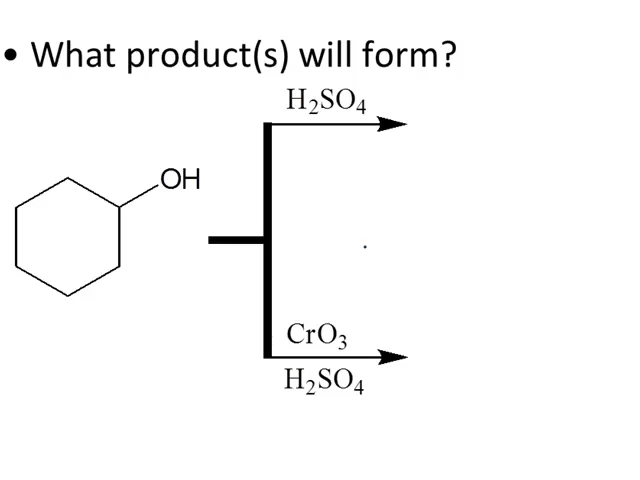 • What product(s) will form?
H₂SO₄
OH
CrO₃
H₂SO₄